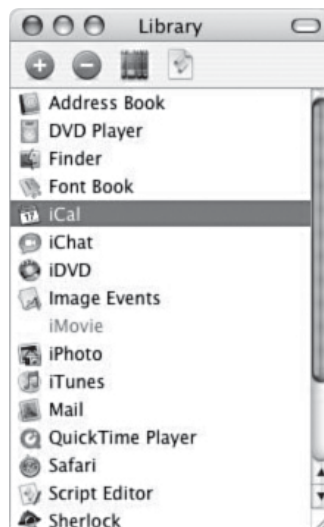 Library
Address Book
DVD Player
Finder
Font Book
iCal
iChat
iDVD
Image Events
iMovie
iPhoto
iTunes
Mail
QuickTime Player
Safari
Script Editor
Sherlock